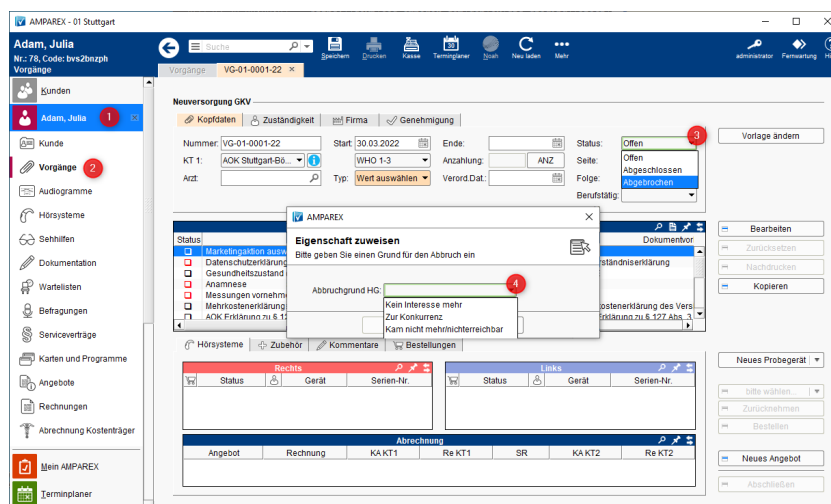 AMPAREX - 01 Stuttgart
Adam, Julia
Nr.: 78, Code: bvs2bnzph
Vorgänge
Suche
Speichern
Drucken
Kasse
Terminplaner
Noah
Neu laden
Mehr
administrator
Fernwartung
Vorgänge
VG-01-0001-22
Kunden
Adam, Julia
1
Kunde
Vorgänge
2
Audiogramme
Hörsysteme
Sehhilfen
Dokumentation
Wartelisten
Befragungen
Serviceverträge
Karten und Programme
Angebote
Rechnungen
Abrechnung Kostenträger
Mein AMPAREX
Terminplaner
Neuversorgung GKV
Kopfdaten
Zuständigkeit
Firma
Genehmigung
Nummer: VG-01-0001-22
Start: 30.03.2022
Ende:
Status: Offen
3
KT 1: AOK Stuttgart-Bö...
WHO 1-3
Anzahlung:
ANZ
Seite:
Arzt:
Typ: Wert auswählen
Verord.Dat.:
Folge:
Berufstätig:
Offen
Abgeschlossen
Abgebrochen
Vorlage ändern
Status
Dokumentvor
Marketingaktion ausw
Datenschutzerklärung
rständniserklärung
Gesundheitszustand
Anamnese
Messungen vornehme
Mehrkostenerklärung
ostenerklärung des Vers
AOK Erklärung zu § 12
rklärung zu § 127 Abs. 3
AMPAREX
Eigenschaft zuweisen
Bitte geben Sie einen Grund für den Abbruch ein
Abbruchgrund HG:
4
Kein Interesse mehr
Zur Konkurrenz
Kam nicht mehr/nichterreichbar
Bearbeiten
Zurücksetzen
Nachdrucken
Kopieren
Hörsysteme
Zubehör
Kommentare
Bestellungen
Rechts
Status
Gerät
Serien-Nr.
Links
Status
Gerät
Serien-Nr.
Abrechnung
Angebot
Rechnung
KA KT1
Re KT1
SR
KA KT2
Re KT2
Neues Probegerät
bitte wählen...
Zurücknehmen
Bestellen
Neues Angebot
Abschließen